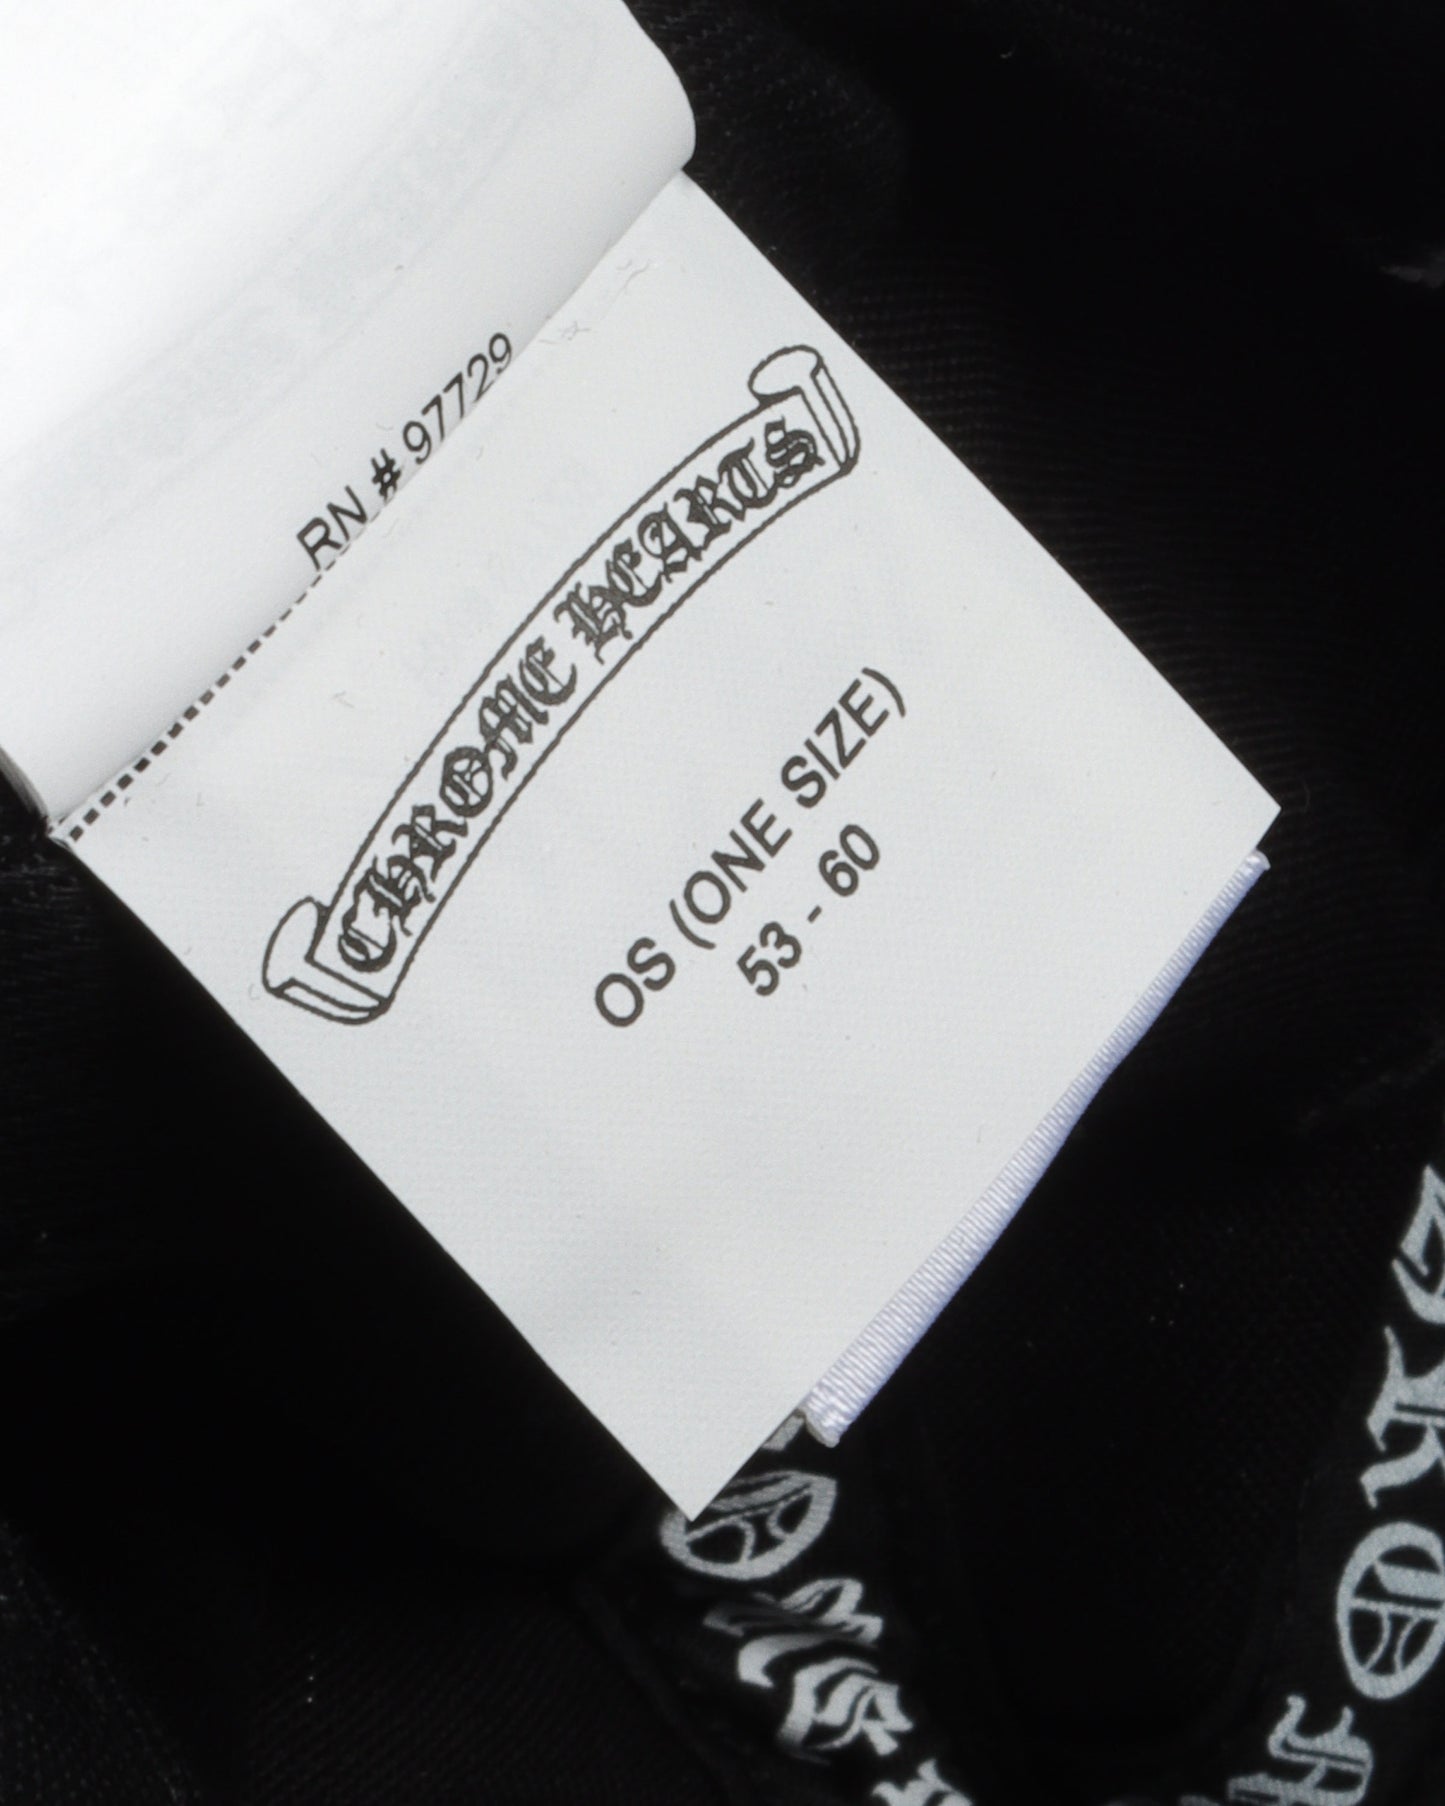 RN # 97729
CHROME HEARTS
OS (ONE SIZE)
53 - 60